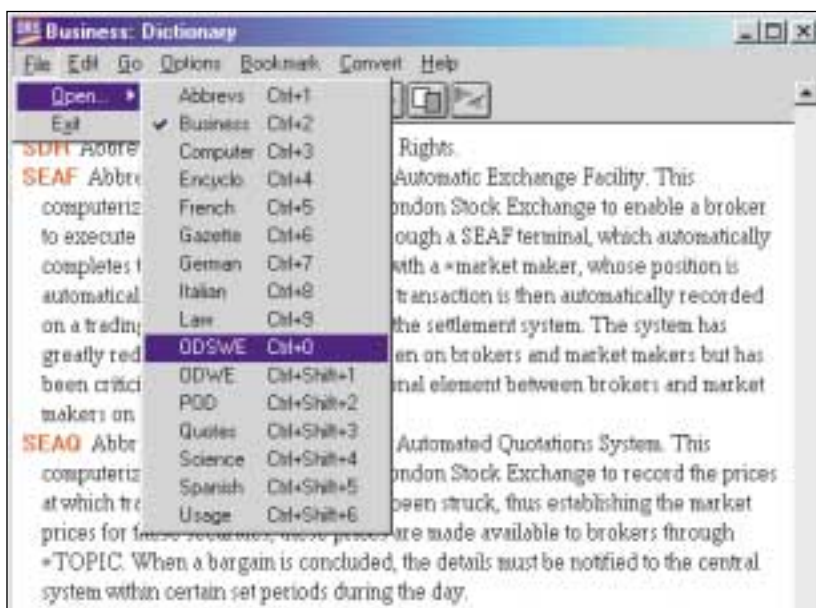 Business: Dictionary
File Edit Go Options Bookmark Convert Help
Open...
Exit
Abbrevs Ctrl+1
Business Ctrl+2
Computer Ctrl+3
Encyclo Ctrl+4
French Ctrl+5
Gazette Ctrl+6
German Ctrl+7
Italian Ctrl+8
Law Ctrl+9
ODSWE Ctrl+0
ODWE Ctrl+Shift+1
POD Ctrl+Shift+2
Quotes Ctrl+Shift+3
Science Ctrl+Shift+4
Spanish Ctrl+Shift+5
Usage Ctrl+Shift+6
SDR Abbre Rights.
SEAF Abbre Automatic Exchange Facility. This
computeriz ondon Stock Exchange to enable a broker
to execute ough a SEAF terminal, which automatically
completes t with a *market maker, whose position is
automatical transaction is then automatically recorded
on a trading the settlement system. The system has
greatly red en on brokers and market makers but has
been critici nal element between brokers and market
makers on
SEAQ Abbr Automated Quotations System. This
computeriz ondon Stock Exchange to record the prices
at which tra been struck, thus establishing the market
prices for these securities; these prices are made available to brokers through
*TOPIC. When a bargain is concluded, the details must be notified to the central
system within certain set periods during the day.